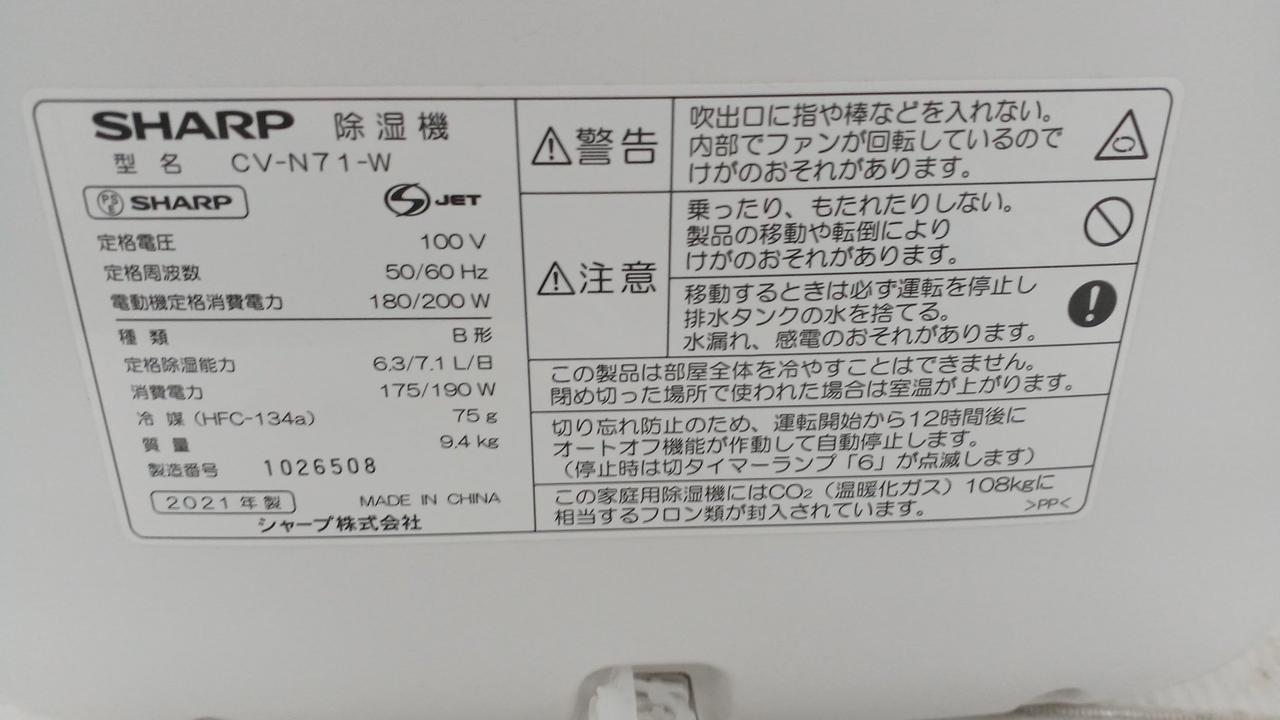 SHARP 除湿機
型名 CV-N71-W
PS E SHARP
S JET
定格電圧 100 V
定格周波数 50/60 Hz
電動機定格消費電力 180/200 W
種類 B形
定格除湿能力 6.3/7.1 L/日
消費電力 175/190 W
冷媒（HFC-134a） 75 g
質量 9.4 kg
製造番号 1026508
2021年製 MADE IN CHINA
シャープ株式会社
警告
吹出口に指や棒などを入れない。
内部でファンが回転しているので
けがのおそれがあります。
注意
乗ったり、もたれたりしない。
製品の移動や転倒により
けがのおそれがあります。
移動するときは必ず運転を停止し
排水タンクの水を捨てる。
水漏れ、感電のおそれがあります。
この製品は部屋全体を冷やすことはできません。
閉め切った場所で使われた場合は室温が上がります。
切り忘れ防止のため、運転開始から12時間後に
オートオフ機能が作動して自動停止します。
（停止時は切タイマーランプ「6」が点滅します）
この家庭用除湿機にはCO₂（温暖化ガス）108kgに
相当するフロン類が封入されています。
>PP<